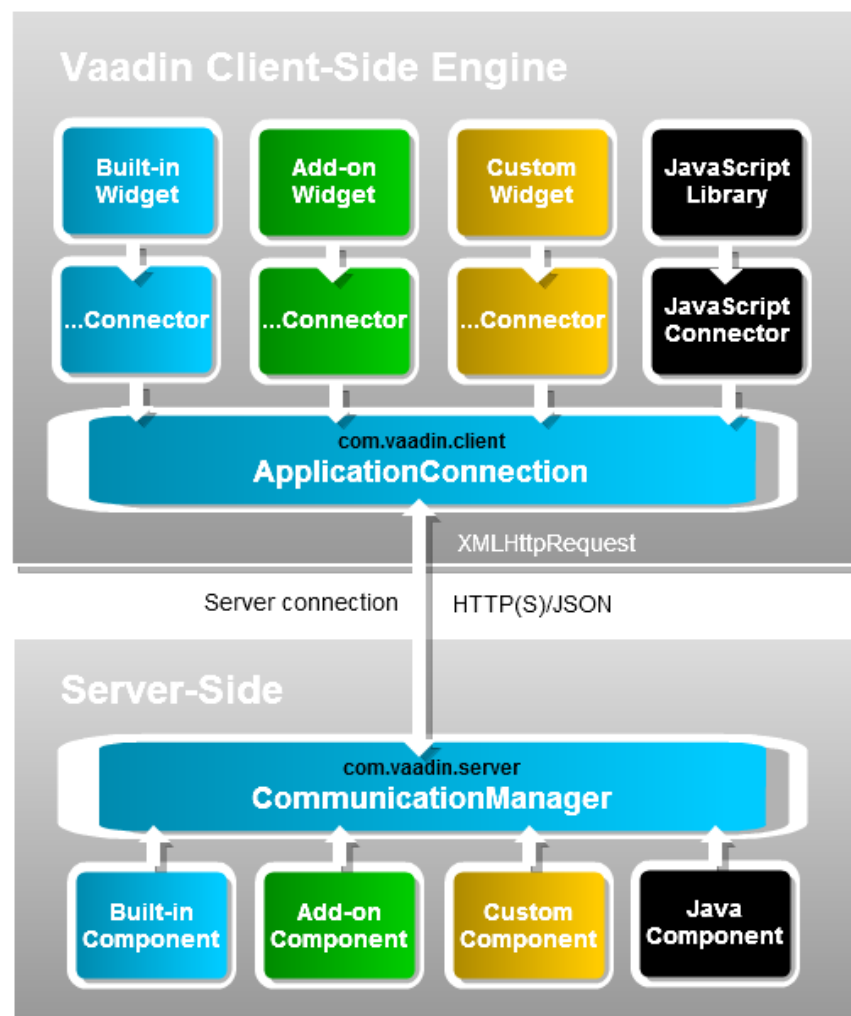 Vaadin Client-Side Engine
Built-in
Widget
Add-on
Widget
Custom
Widget
JavaScript
Library
...Connector
...Connector
...Connector
JavaScript
Connector
com.vaadin.client
ApplicationConnection
XMLHttpRequest
Server connection
HTTP(S)/JSON
Server-Side
com.vaadin.server
CommunicationManager
Built-in
Component
Add-on
Component
Custom
Component
Java
Component